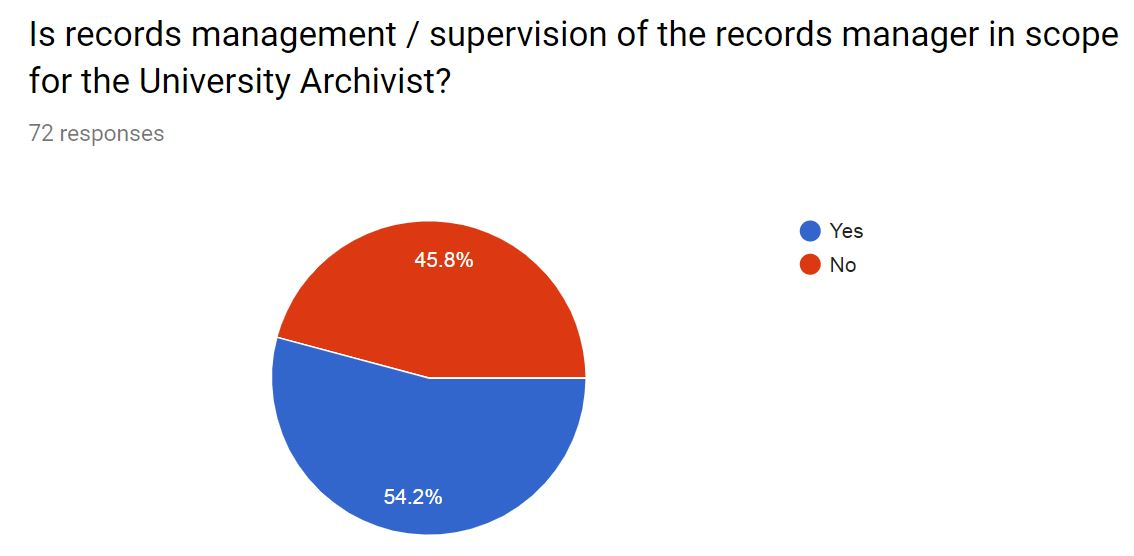 Is records management / supervision of the records manager in scope
for the University Archivist?
72 responses
Yes
No
45.8%
54.2%